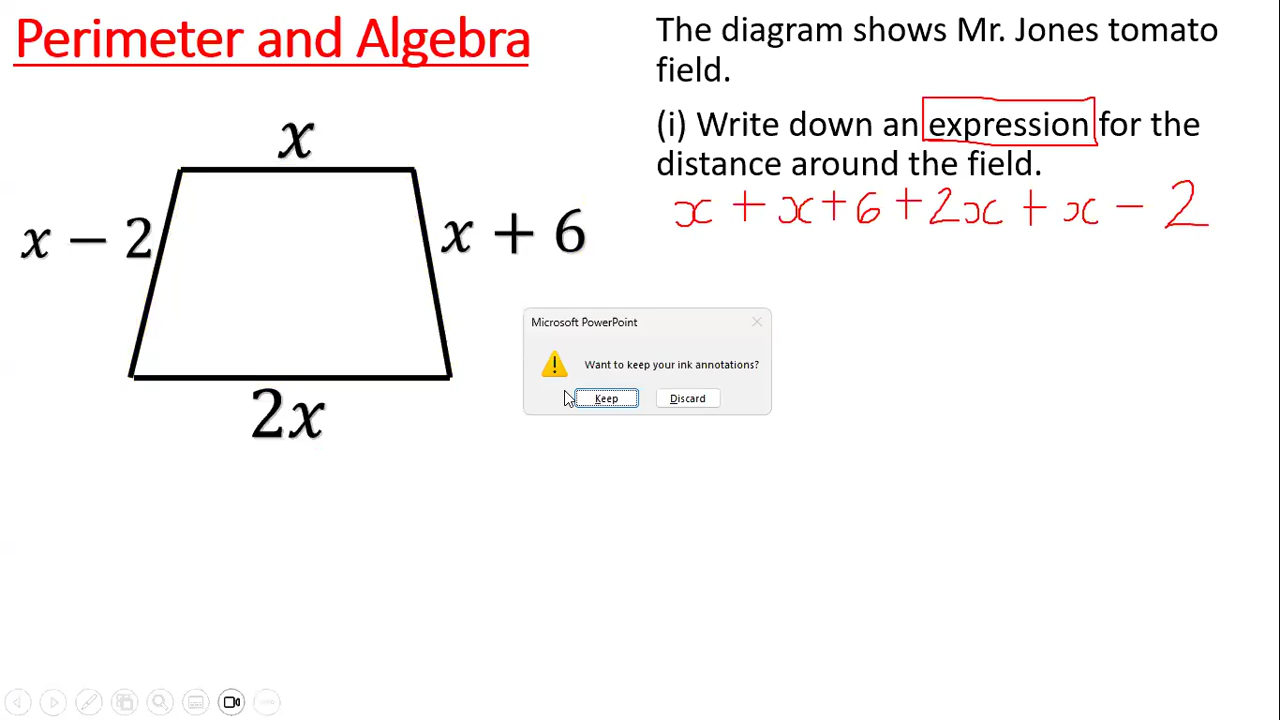 Perimeter and Algebra
The diagram shows Mr. Jones tomato
field.
(i) Write down an expression for the
distance around the field.
x + x + 6 + 2x + x − 2
x
x − 2
x + 6
2x
Microsoft PowerPoint
Want to keep your ink annotations?
Keep
Discard